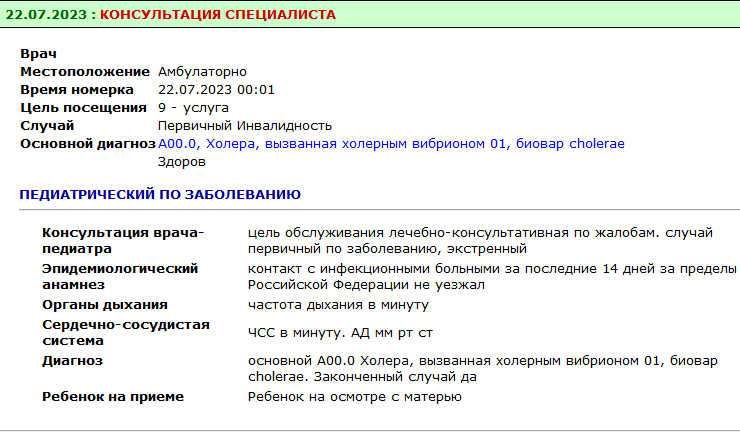 22.07.2023 : КОНСУЛЬТАЦИЯ СПЕЦИАЛИСТА
Врач
Местоположение Амбулаторно
Время номерка 22.07.2023 00:01
Цель посещения 9 - услуга
Случай Первичный Инвалидность
Основной диагноз А00.0, Холера, вызванная холерным вибрионом 01, биовар cholerae
Здоров
ПЕДИАТРИЧЕСКИЙ ПО ЗАБОЛЕВАНИЮ
Консультация врача- цель обслуживания лечебно-консультативная по жалобам. случай
педиатра первичный по заболеванию, экстренный
Эпидемиологический контакт с инфекционными больными за последние 14 дней за пределы
анамнез Российской Федерации не уезжал
Органы дыхания частота дыхания в минуту
Сердечно-сосудистая
система ЧСС в минуту. АД мм рт ст
Диагноз основной А00.0 Холера, вызванная холерным вибрионом 01, биовар
cholerae. Законченный случай да
Ребенок на приеме Ребенок на осмотре с матерью